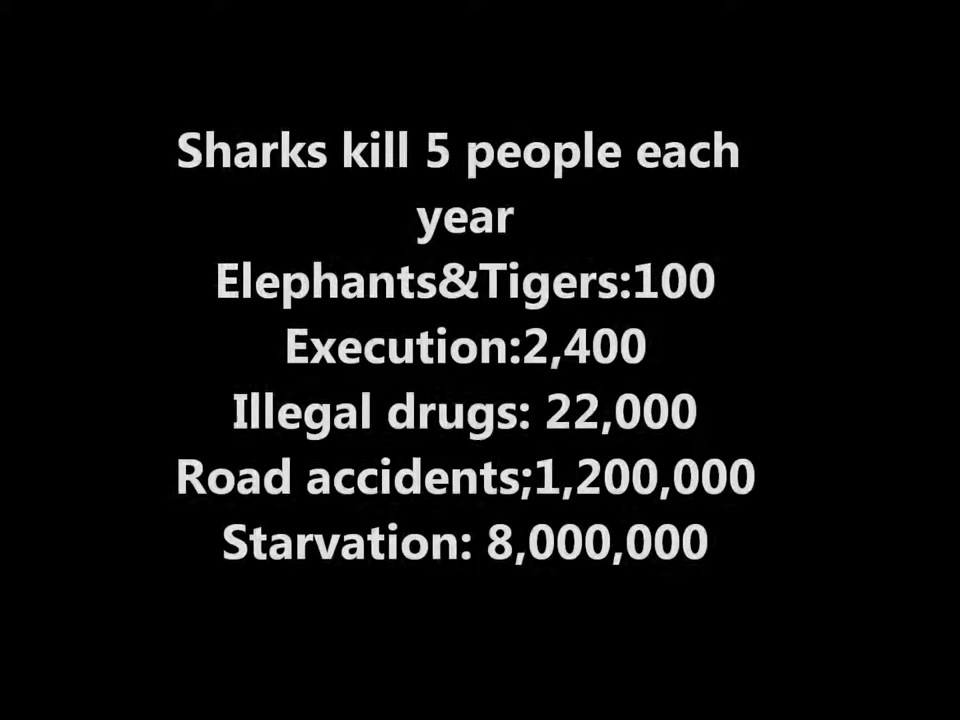 Sharks kill 5 people each
year
Elephants&Tigers:100
Execution:2,400
Illegal drugs: 22,000
Road accidents;1,200,000
Starvation: 8,000,000